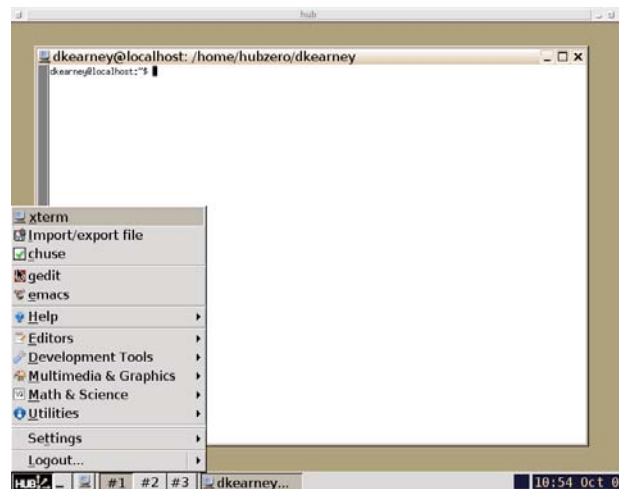 hub
dkearney@localhost: /home/hubzero/dkearney
dkearney@localhost:~$
xterm
Import/export file
chuse
gedit
emacs
Help
Editors
Development Tools
Multimedia & Graphics
Math & Science
Utilities
Settings
Logout...
HUB #1 #2 #3 dkearney... 10:54 Oct 0